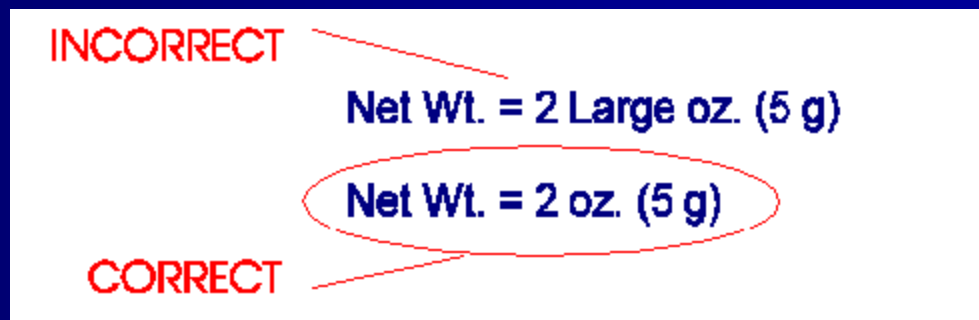 INCORRECT
Net Wt. = 2 Large oz. (5 g)
Net Wt. = 2 oz. (5 g)
CORRECT